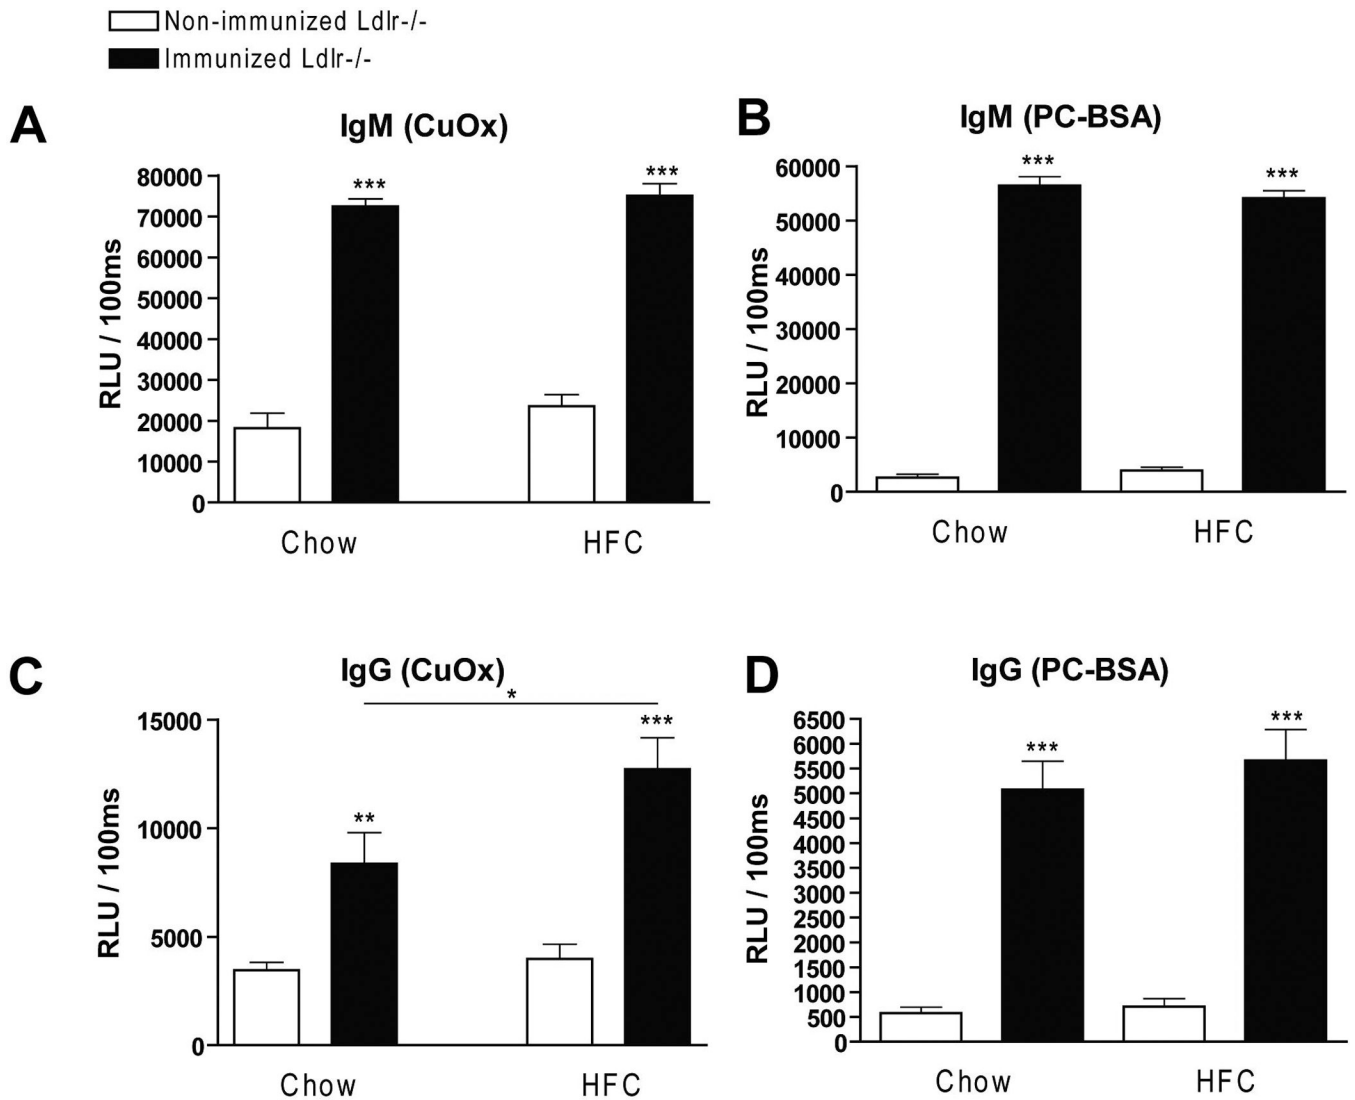 Non-immunized Ldlr-/-
Immunized Ldlr-/-
A
IgM (CuOx)
RLU / 100ms
80000
70000
60000
50000
40000
30000
20000
10000
0
***
***
Chow
HFC
B
IgM (PC-BSA)
RLU / 100ms
60000
50000
40000
30000
20000
10000
0
***
***
Chow
HFC
C
IgG (CuOx)
RLU / 100ms
15000
10000
5000
0
*
**
***
Chow
HFC
D
IgG (PC-BSA)
RLU / 100ms
6500
6000
5500
5000
4500
4000
3500
3000
2500
2000
1500
1000
500
0
***
***
Chow
HFC